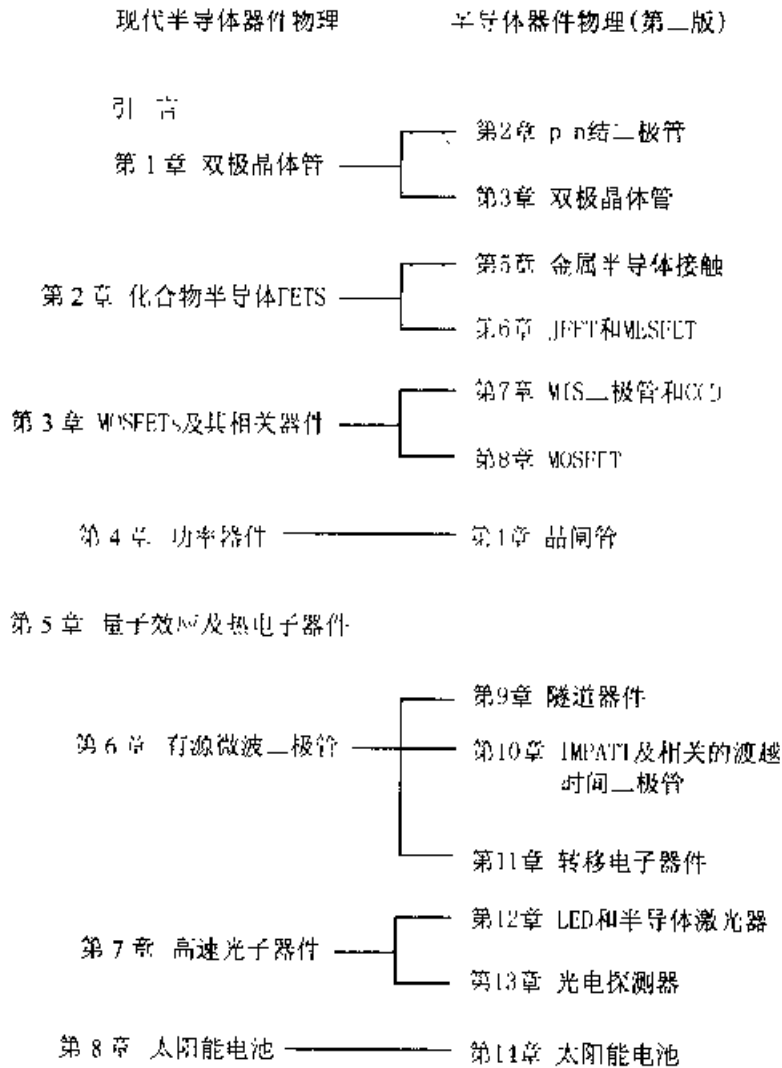 现代半导体器件物理
半导体器件物理(第二版)
引 言
第1章 双极晶体管
第2章 p n结二极管
第3章 双极晶体管
第2章 化合物半导体FETS
第5章 金属半导体接触
第6章 JFET和MESFET
第3章 MOSFETs及其相关器件
第7章 MIS二极管和CCD
第8章 MOSFET
第4章 功率器件
第4章 晶闸管
第5章 量子效应及热电子器件
第6章 有源微波二极管
第9章 隧道器件
第10章 IMPATT及相关的渡越
时间二极管
第11章 转移电子器件
第7章 高速光子器件
第12章 LED和半导体激光器
第13章 光电探测器
第8章 太阳能电池
第14章 太阳能电池